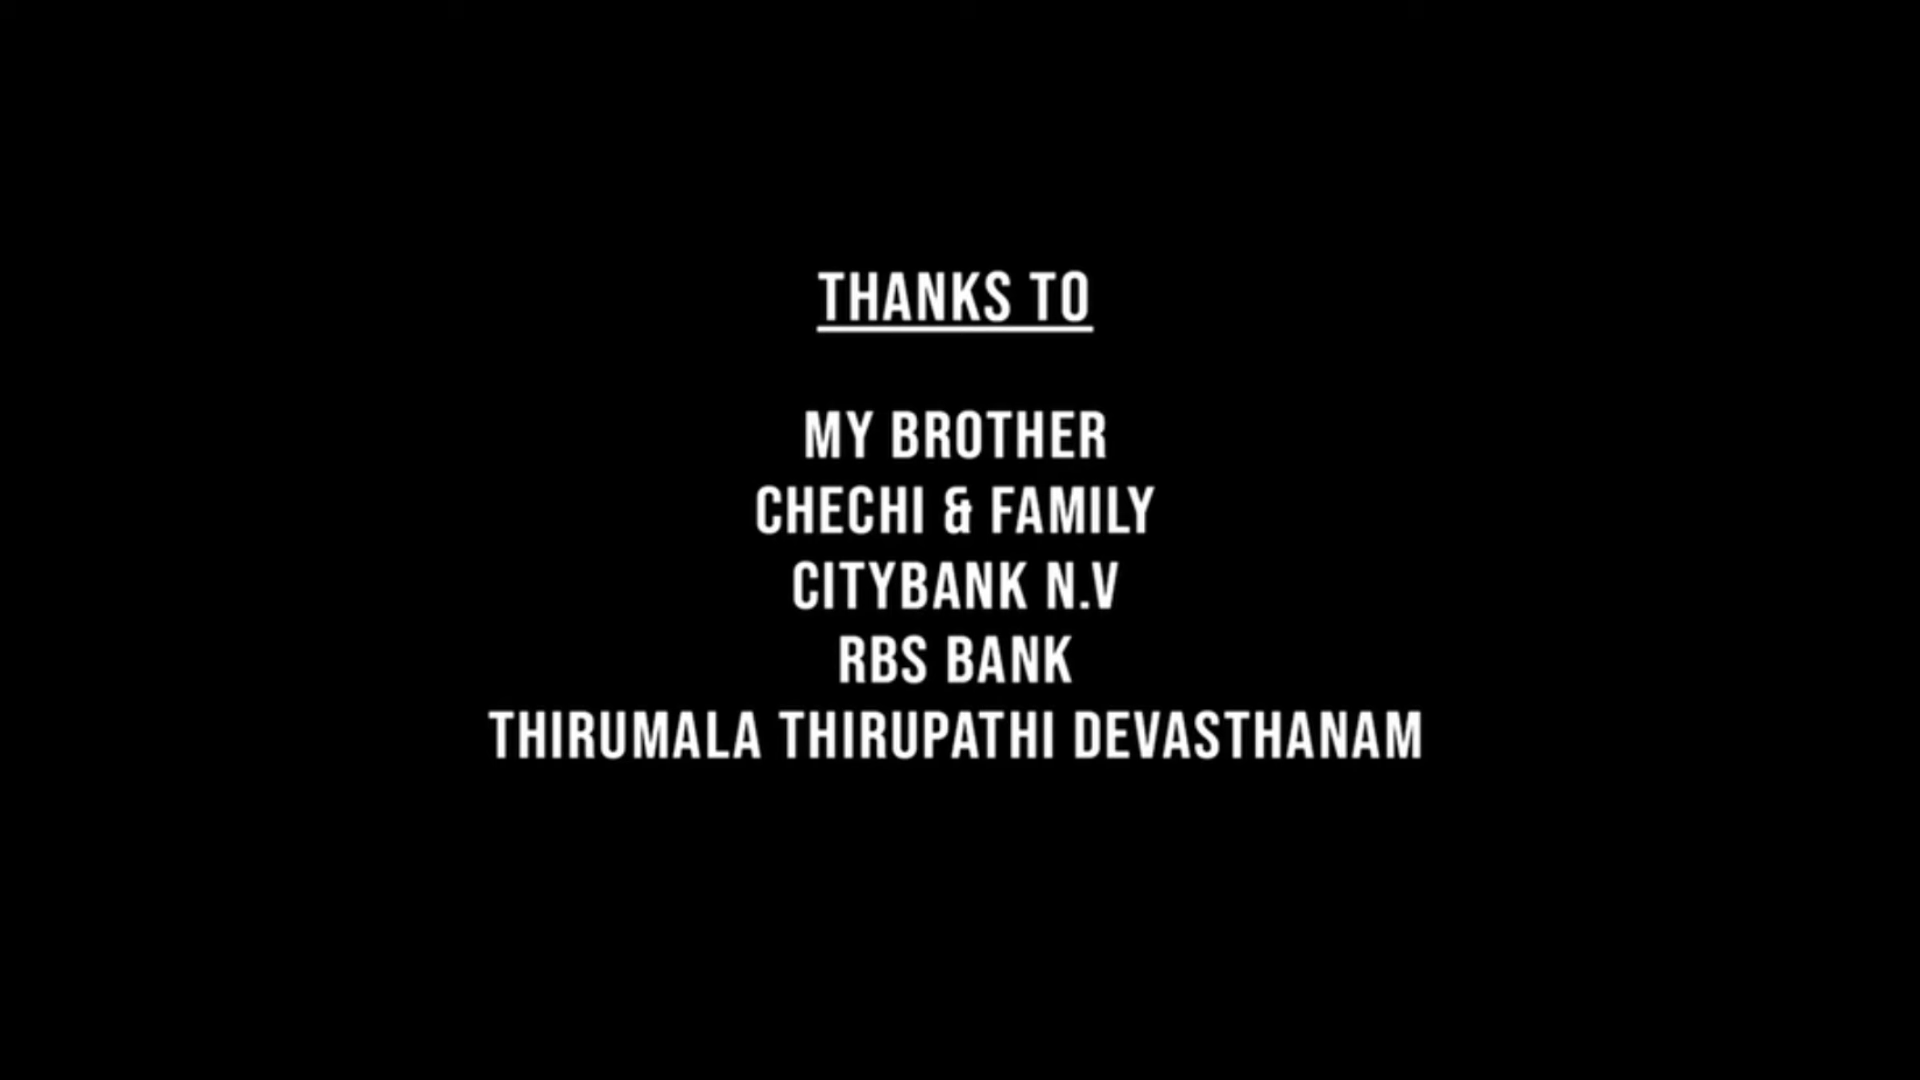 THANKS TO
MY BROTHER
CHECHI & FAMILY
CITYBANK N.V
RBS BANK
THIRUMALA THIRUPATHI DEVASTHANAM